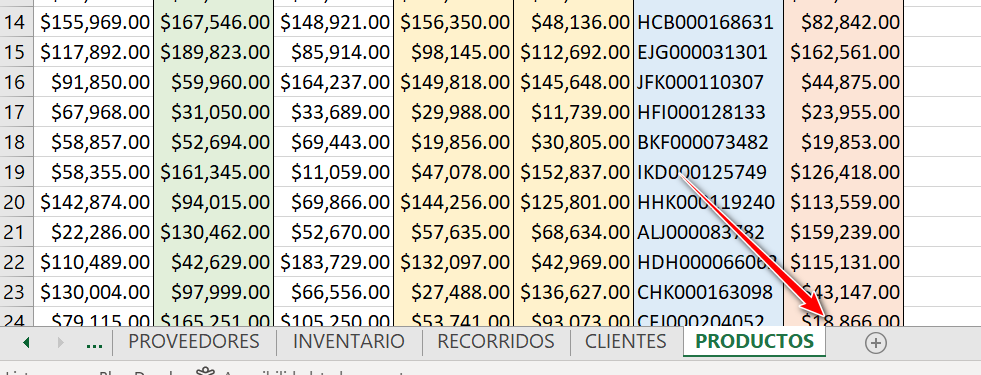 14 $155,969.00 $167,546.00 $148,921.00 $156,350.00 $48,136.00 HCB000168631 $82,842.00
15 $117,892.00 $189,823.00 $85,914.00 $98,145.00 $112,692.00 EJG000031301 $162,561.00
16 $91,850.00 $59,960.00 $164,237.00 $149,818.00 $145,648.00 JFK000110307 $44,875.00
17 $67,968.00 $31,050.00 $33,689.00 $29,988.00 $11,739.00 HFI000128133 $23,955.00
18 $58,857.00 $52,694.00 $69,443.00 $19,856.00 $30,805.00 BKF000073482 $19,853.00
19 $58,355.00 $161,345.00 $11,059.00 $47,078.00 $152,837.00 IKD000125749 $126,418.00
20 $142,874.00 $94,015.00 $69,866.00 $144,256.00 $125,801.00 HHK000119240 $113,559.00
21 $22,286.00 $130,462.00 $52,670.00 $57,635.00 $68,634.00 ALJ000083782 $159,239.00
22 $110,489.00 $42,629.00 $183,729.00 $132,097.00 $42,969.00 $115,131.00
23 $130,004.00 $97,999.00 $66,556.00 $27,488.00 $136,627.00 CHK000163098 $43,147.00
24 $79,131.00 $165,251.00 $105,250.00 $53,741.00 $93,073.00 $18,866.00
... PROVEEDORES INVENTARIO RECORRIDOS CLIENTES PRODUCTOS